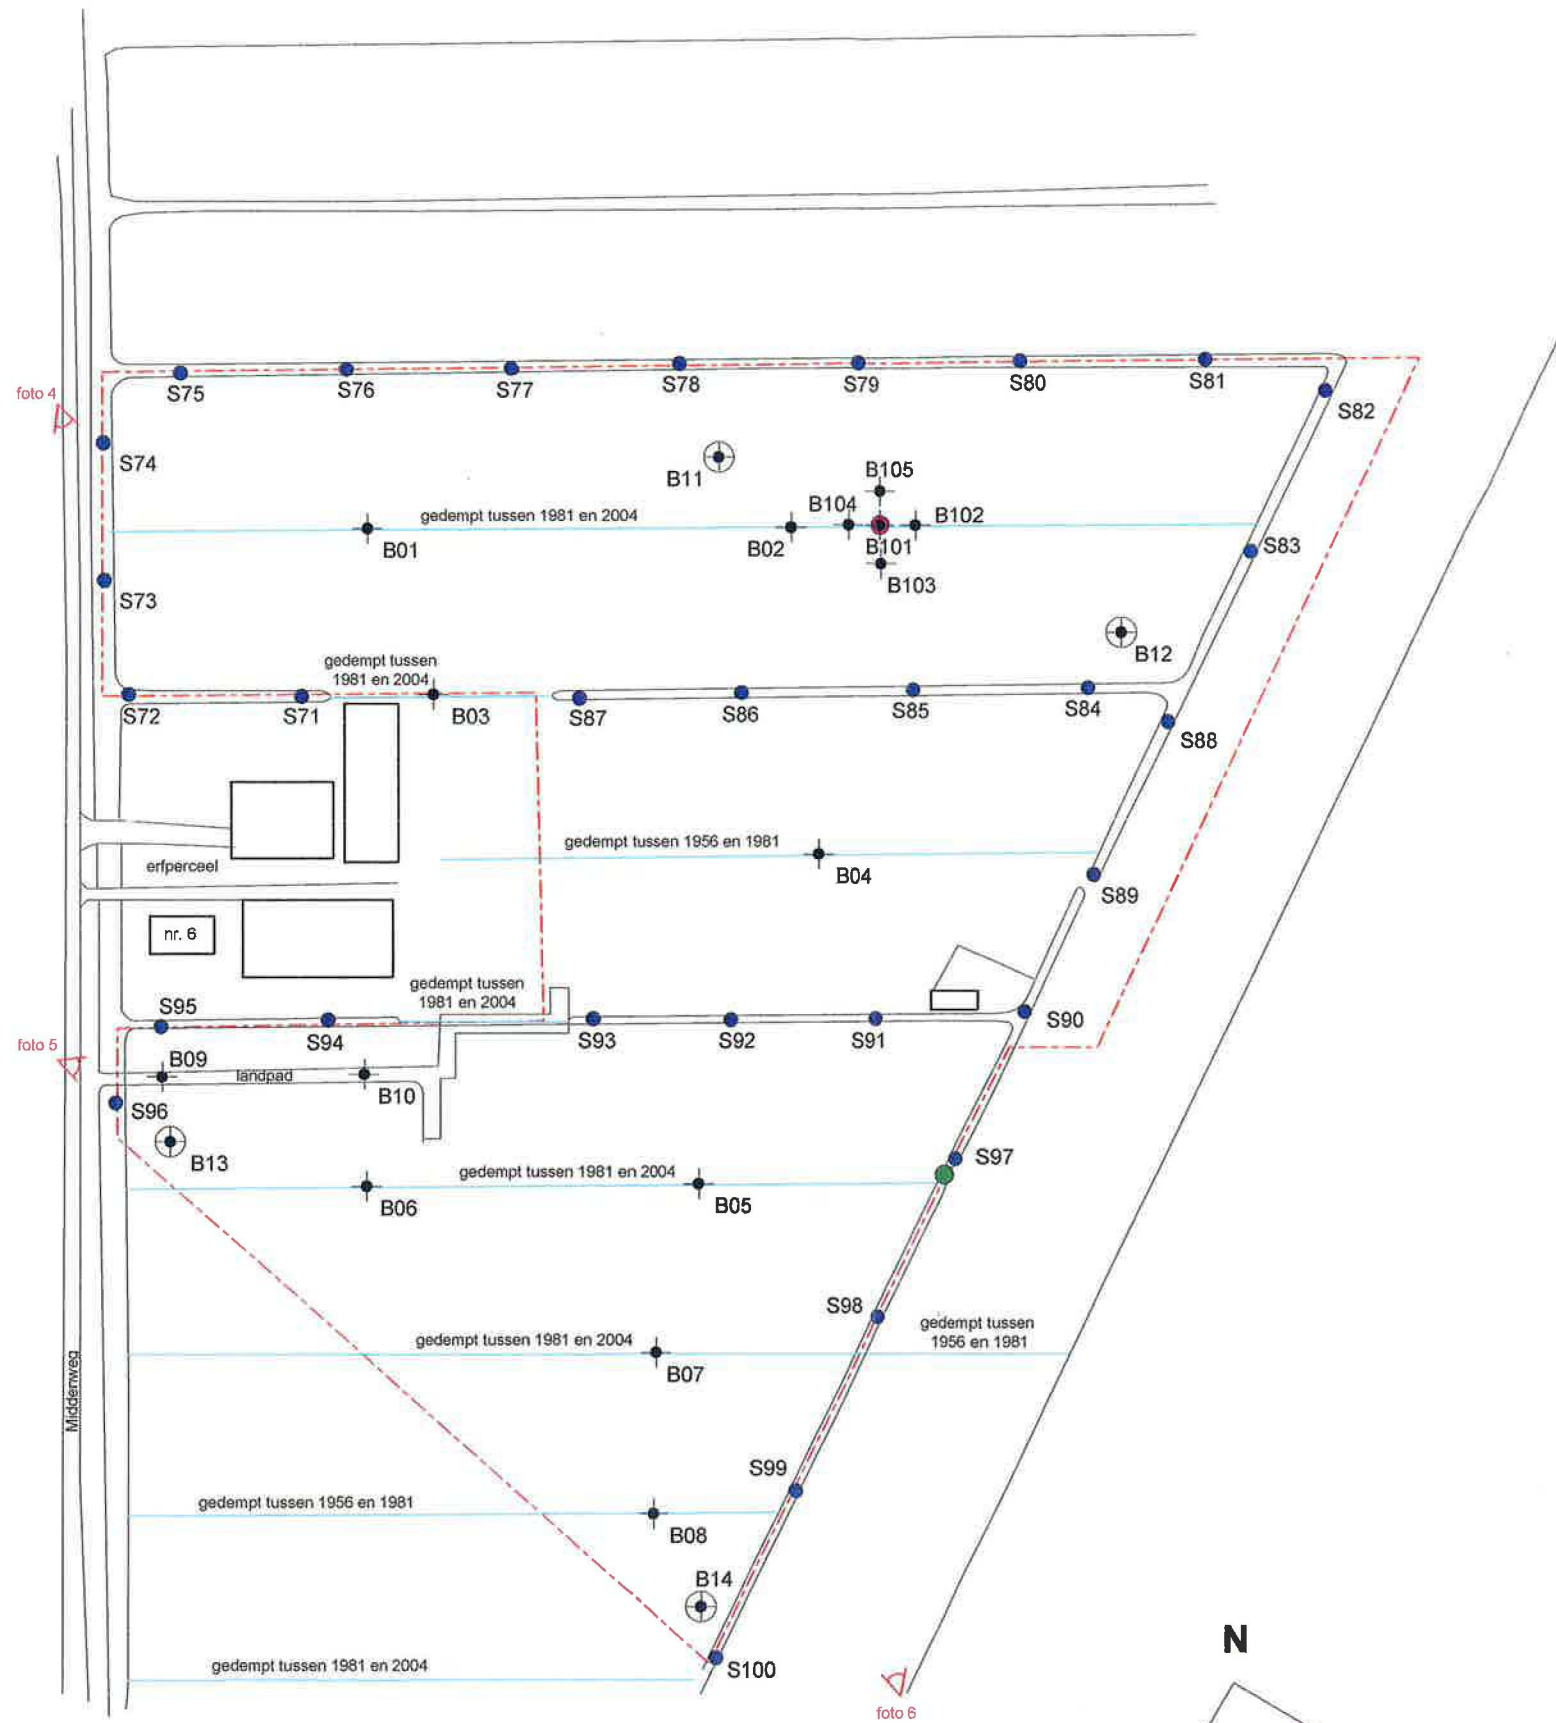 S75
S76
S77
S78
S79
S80
S81
foto 4
S82
S74
B11
B105
gedempt tussen 1981 en 2004
B104
B102
B01
B02
B101
S83
B103
S73
B12
gedempt tussen
1981 en 2004
S72
S71
B03
S87
S86
S85
S84
S88
gedempt tussen 1956 en 1981
erfperceel
B04
S89
nr. 6
gedempt tussen
1981 en 2004
S95
S94
S93
S92
S91
S90
foto 5
B09
landpad
B10
S96
B13
S97
gedempt tussen 1981 en 2004
B06
B05
S98
gedempt tussen
1956 en 1981
gedempt tussen 1981 en 2004
B07
Middenweg
S99
gedempt tussen 1956 en 1981
B08
B14
N
gedempt tussen 1981 en 2004
S100
foto 6